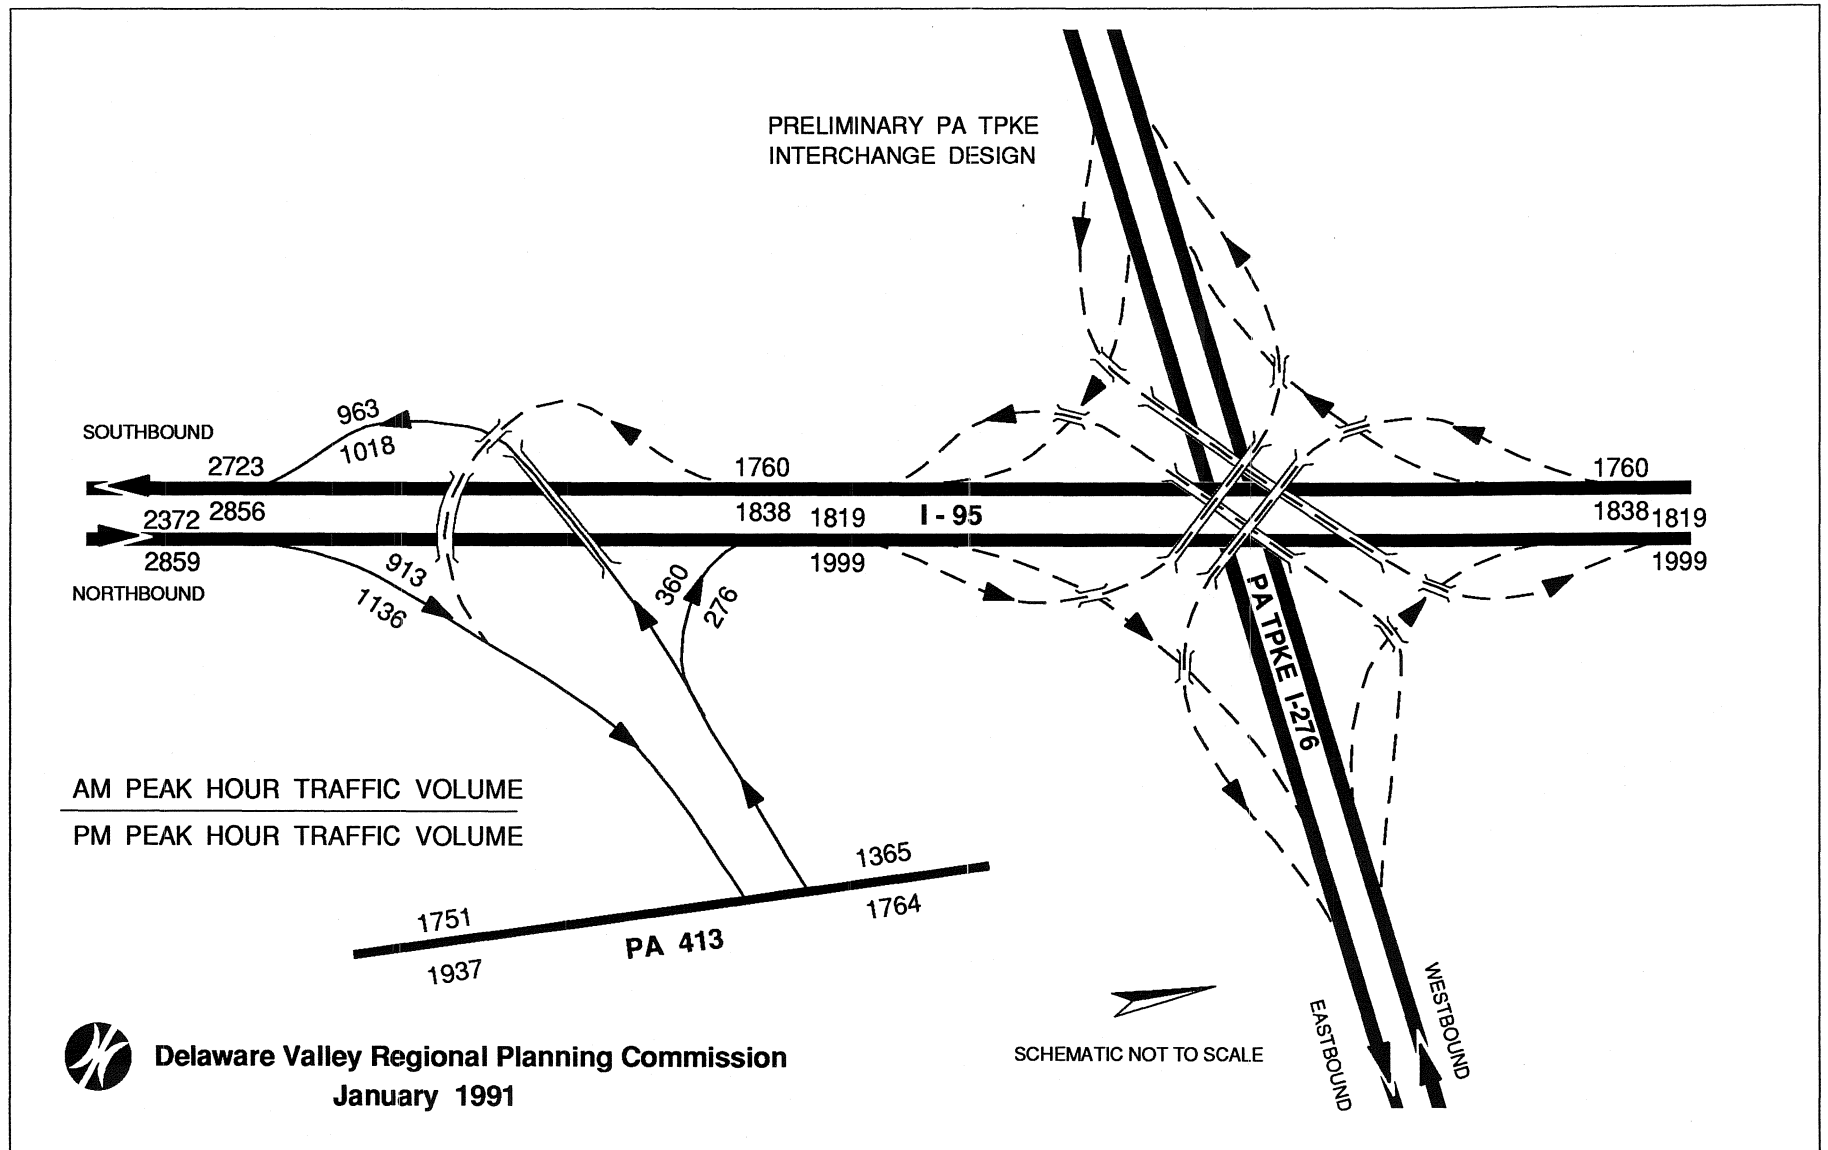 PRELIMINARY PA TPKE
INTERCHANGE DESIGN
SOUTHBOUND
963
1018
2723
2856
1760
1838
1819
1999
I - 95
1760
1838
1819
1999
2372
2859
NORTHBOUND
913
1136
360
276
PA TPKE I-276
AM PEAK HOUR TRAFFIC VOLUME
PM PEAK HOUR TRAFFIC VOLUME
1365
1764
1751
1937
PA 413
EASTBOUND
WESTBOUND
SCHEMATIC NOT TO SCALE
Delaware Valley Regional Planning Commission
January 1991